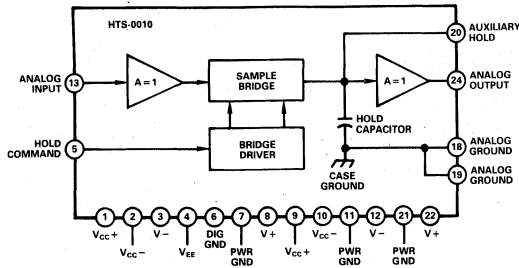 HTS-0010
20 AUXILIARY
HOLD
ANALOG
INPUT 13
A = 1
SAMPLE
BRIDGE
A = 1
24 ANALOG
OUTPUT
HOLD
CAPACITOR
HOLD
COMMAND 5
BRIDGE
DRIVER
18 ANALOG
GROUND
CASE
GROUND
19 ANALOG
GROUND
1 2 3 4 6 7 8 9 10 11 12 21 22
VCC+ VCC− V− VEE DIG
GND PWR
GND V+ VCC+ VCC− PWR
GND V− PWR
GND V+